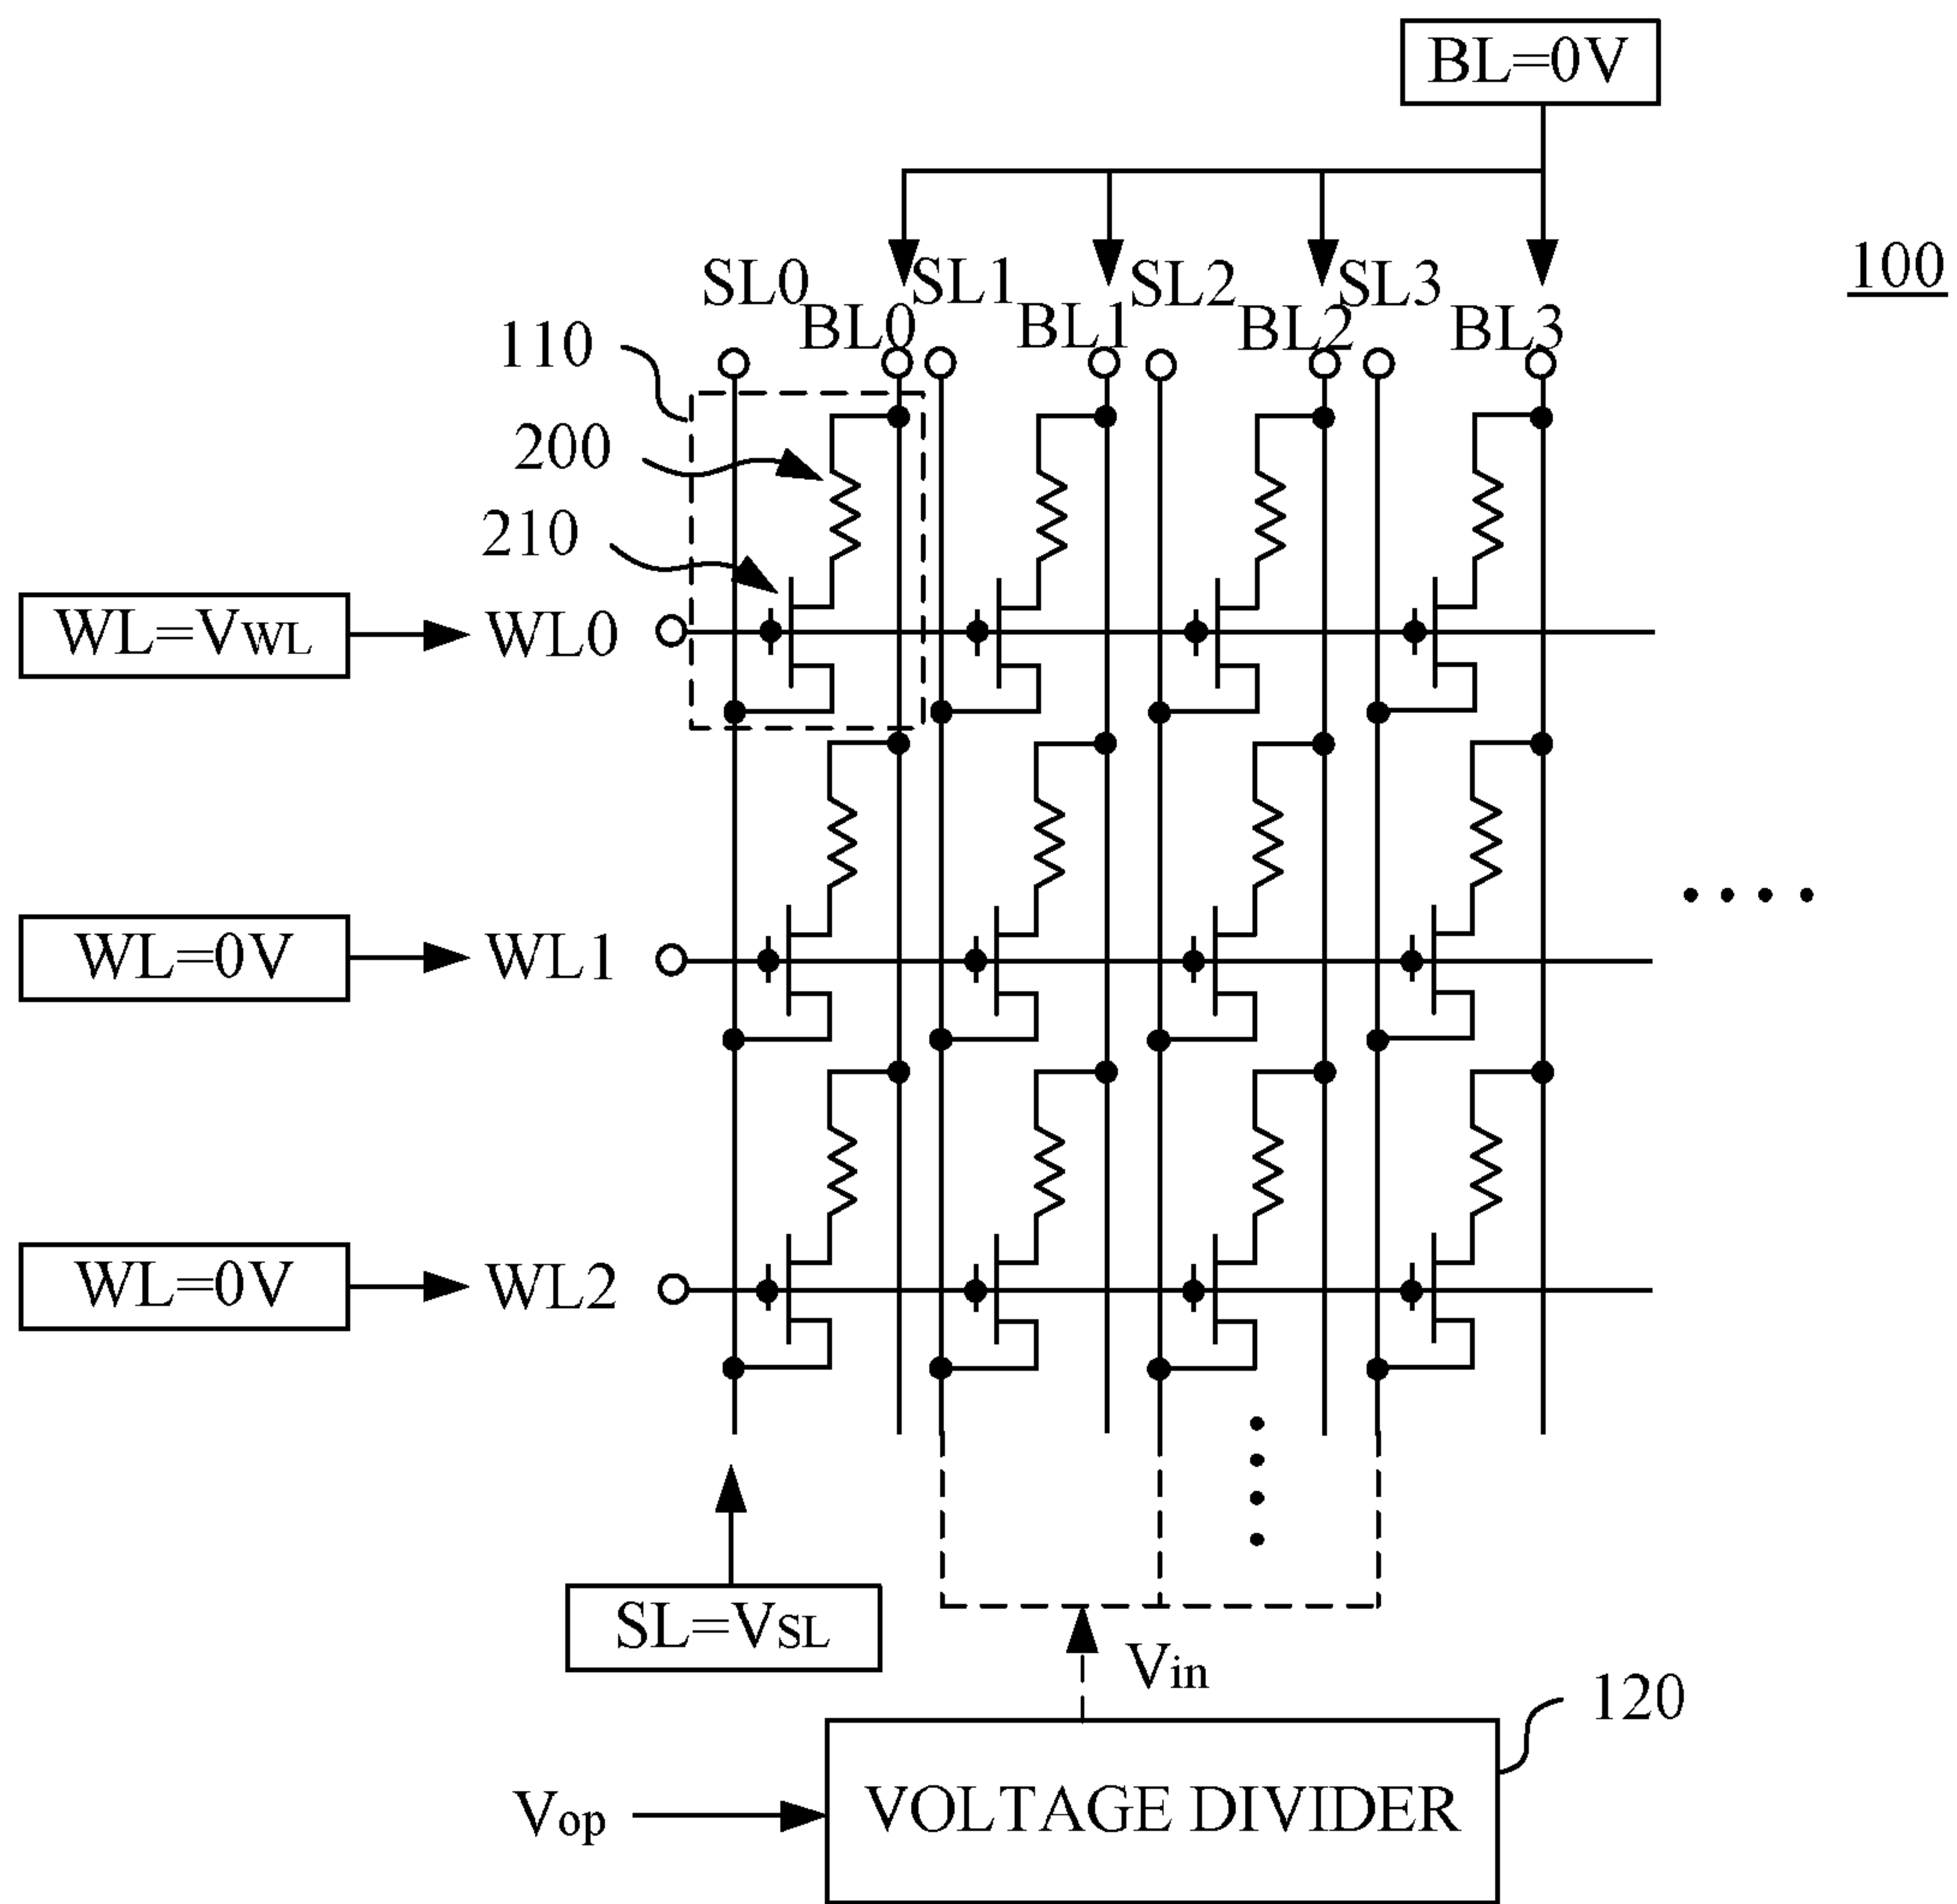 BL=0V
100
SL0 SL1 SL2 SL3
BL0 BL1 BL2 BL3
110
200
210
WL=VWL WL0
WL=0V WL1
WL=0V WL2
SL=VSL
Vin
120
Vop VOLTAGE DIVIDER